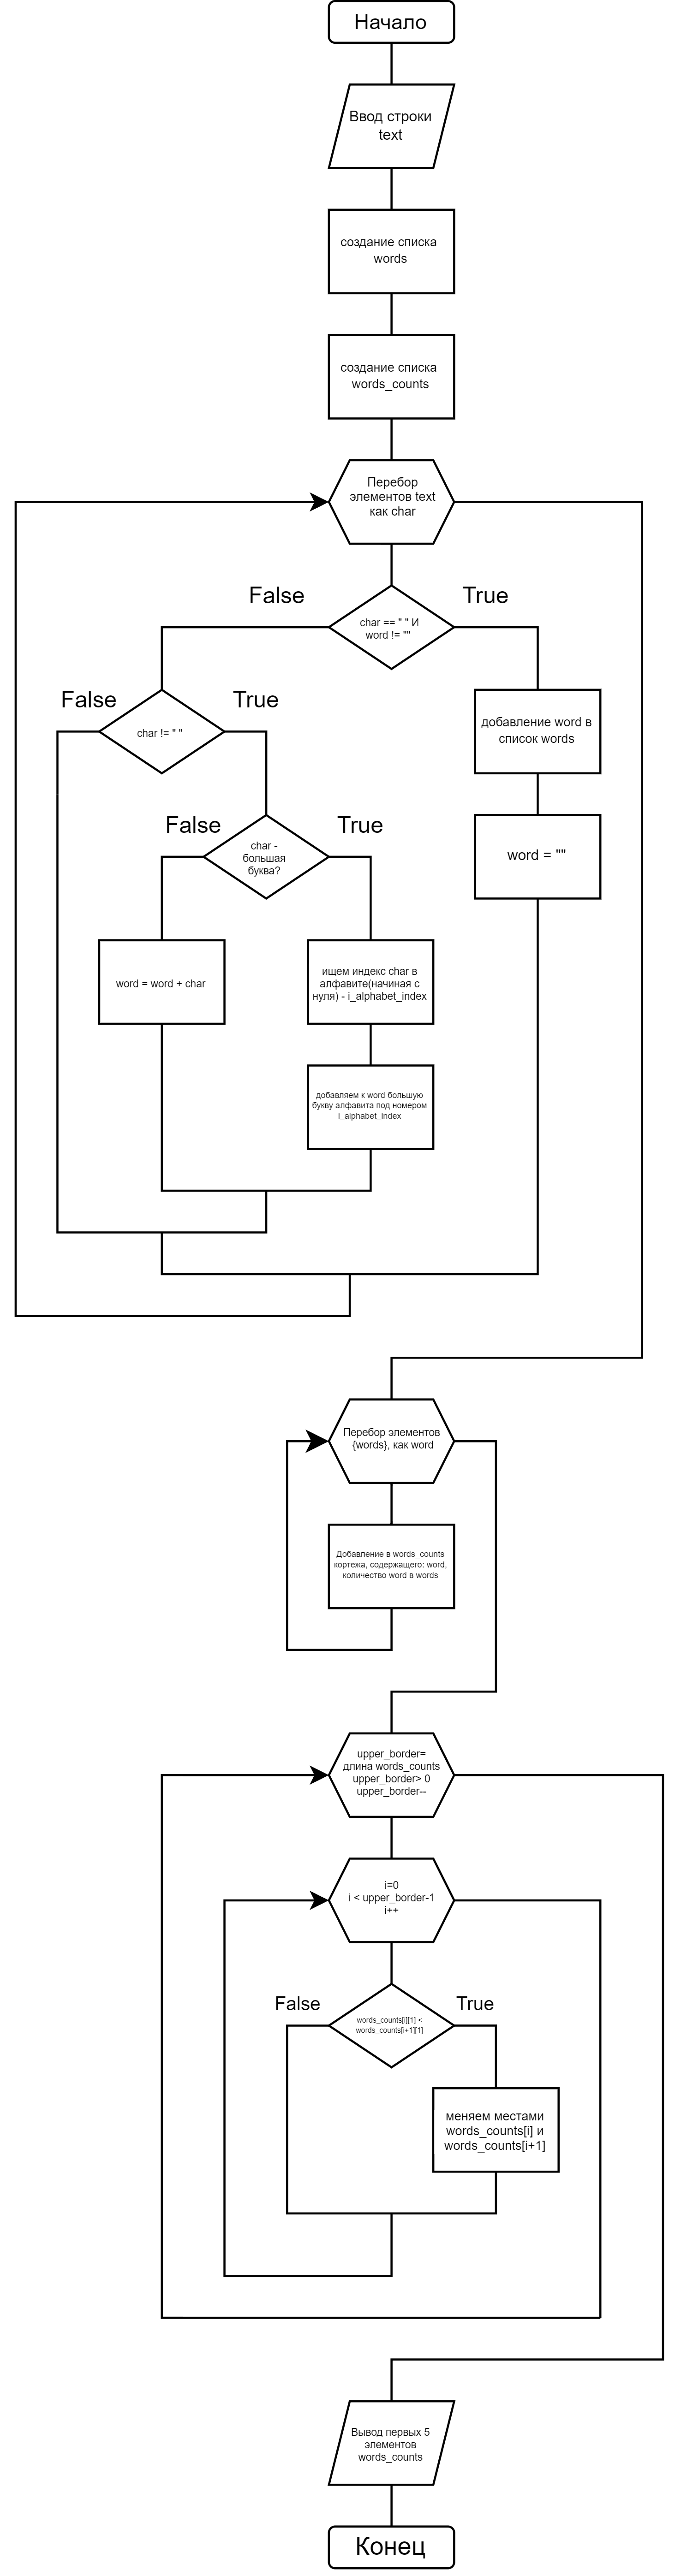 Начало
Ввод строки
text
создание списка
words
создание списка
words_counts
Перебор
элементов text
как char
False
True
char == " " И
word != ""
False
True
char != " "
добавление word в
список words
False
True
char -
большая
буква?
word = ""
word = word + char
ищем индекс char в
алфавите(начиная с
нуля) - i_alphabet_index
добавляем к word большую
букву алфавита под номером
i_alphabet_index
Перебор элементов
{words}, как word
Добавление в words_counts
кортежа, содержащего: word,
количество word в words
upper_border=
длина words_counts
upper_border> 0
upper_border--
i=0
i < upper_border-1
i++
False
True
words_counts[i][1] <
words_counts[i+1][1]
меняем местами
words_counts[i] и
words_counts[i+1]
Вывод первых 5
элементов
words_counts
Конец